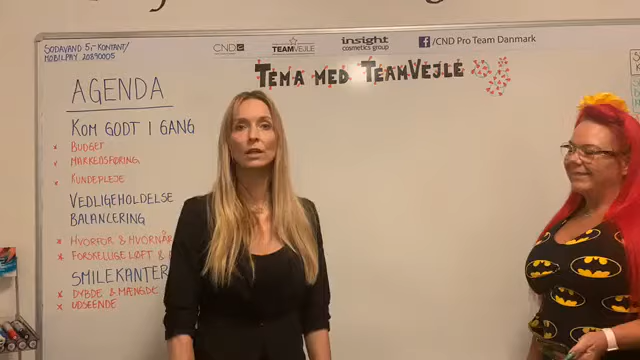 SODAVAND 5,- KONTANT/
MOBILPAY 20890005
CND
TEAMVEJLE
insight
cosmetics group
f/CND Pro Team Danmark
TEMA MED TEAMVEJLE
AGENDA
KOM GODT I GANG
x BUDGET
x MARKEDSFØRING
x KUNDEPLEJE
VEDLIGEHOLDELSE
BALANCERING
x HVORFOR & HVORNÅR
x FORSKELLIGE LØFT &
SMILEKANTER
x DYBDE & MÆNGDE
x UDSEENDE